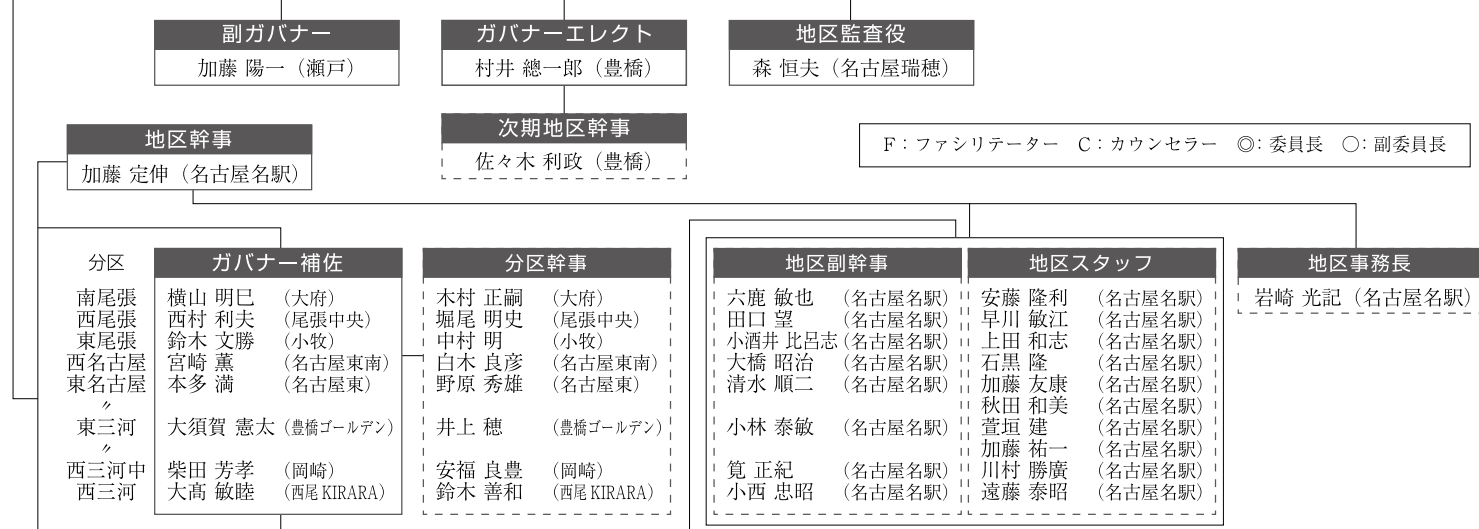 副ガバナー
加藤 陽一（瀬戸）
ガバナーエレクト
村井 總一郎（豊橋）
地区監査役
森 恒夫（名古屋瑞穂）
次期地区幹事
佐々木 利政（豊橋）
地区幹事
加藤 定伸（名古屋名駅）
F：ファシリテーター　C：カウンセラー　◎：委員長　○：副委員長
分区　ガバナー補佐　分区幹事　地区副幹事　地区スタッフ　地区事務長
南尾張　横山 明巳　（大府）　木村 正嗣　（大府）　六鹿 敏也　（名古屋名駅）　安藤 隆利　（名古屋名駅）　岩崎 光記（名古屋名駅）
西尾張　西村 利夫　（尾張中央）　堀尾 明史　（尾張中央）　田口 望　（名古屋名駅）　早川 敏江　（名古屋名駅）
東尾張　鈴木 文勝　（小牧）　中村 明　（小牧）　小酒井 比呂志（名古屋名駅）　上田 和志　（名古屋名駅）
西名古屋　宮崎 薫　（名古屋東南）　白木 良彦　（名古屋東南）　大橋 昭治　（名古屋名駅）　石黒 隆　（名古屋名駅）
東名古屋　本多 満　（名古屋東）　野原 秀雄　（名古屋東）　清水 順二　（名古屋名駅）　加藤 友康　（名古屋名駅）
〃　秋田 和美　（名古屋名駅）
東三河　大須賀 憲太（豊橋ゴールデン）　井上 穂　（豊橋ゴールデン）　小林 泰敏　（名古屋名駅）　萱垣 建　（名古屋名駅）
〃　加藤 祐一　（名古屋名駅）
西三河中　柴田 芳孝　（岡崎）　安福 良豊　（岡崎）　筧 正紀　（名古屋名駅）　川村 勝廣　（名古屋名駅）
西三河　大髙 敏睦　（西尾KIRARA）　鈴木 善和　（西尾KIRARA）　小西 忠昭　（名古屋名駅）　遠藤 泰昭　（名古屋名駅）